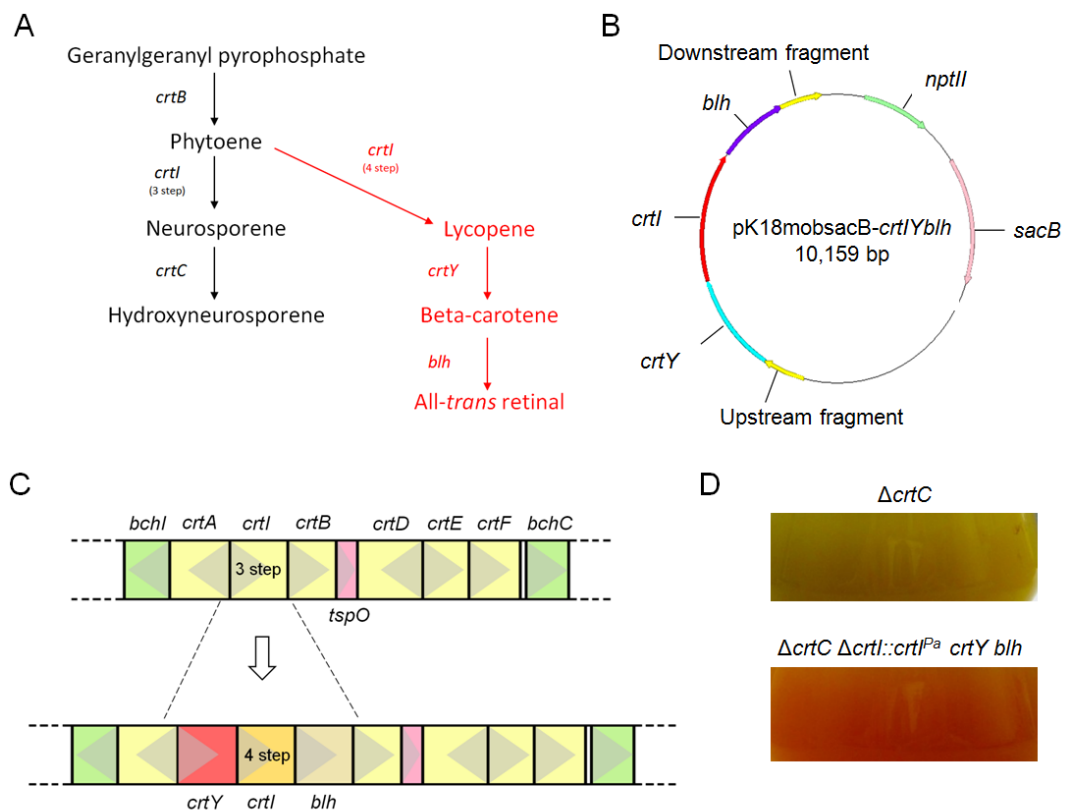 A
Geranylgeranyl pyrophosphate
crtB
Phytoene
crtI
(3 step)
crtI
(4 step)
Neurosporene
Lycopene
crtC
crtY
Hydroxyneurosporene
Beta-carotene
blh
All-trans retinal
B
Downstream fragment
nptII
blh
crtI
pK18mobsacB-crtIYblh
10,159 bp
sacB
crtY
Upstream fragment
C
bchI crtA crtI crtB crtD crtE crtF bchC
3 step
tspO
4 step
crtY crtI blh
D
ΔcrtC
ΔcrtC ΔcrtI::crtI^Pa crtY blh